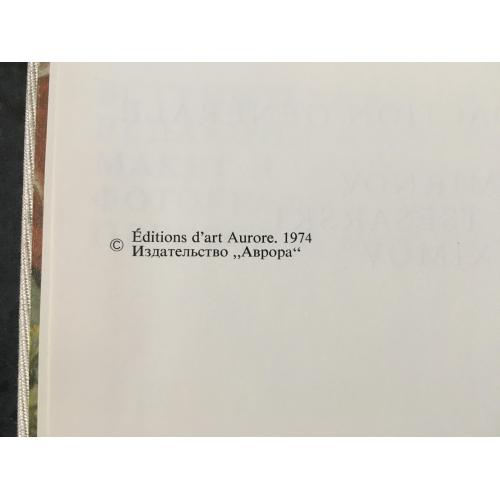 © Éditions d'art Aurore. 1974
Издательство „Аврора“